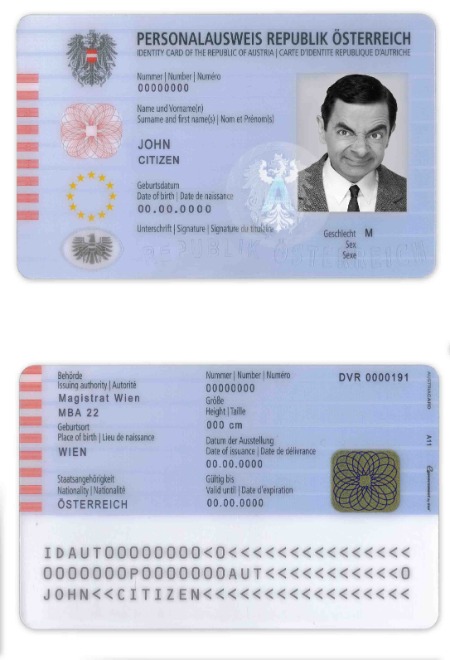 PERSONALAUSWEIS REPUBLIK ÖSTERREICH
IDENTITY CARD OF THE REPUBLIC OF AUSTRIA | CARTE D'IDENTITE REPUBLIQUE D'AUTRICHE
Nummer | Number | Numéro
00000000
Name und Vorname(n)
Surname and first name(s) | Nom et Prénom(s)
JOHN
CITIZEN
Geburtsdatum
Date of birth | Date de naissance
00.00.0000
Unterschrift | Signature | Signature du titulaire
Geschlecht M
Sex
Sexe
REPUBLIK ÖSTERREICH
Behörde
Issuing authority | Autorité
Magistrat Wien
MBA 22
Geburtsort
Place of birth | Lieu de naissance
WIEN
Staatsangehörigkeit
Nationality | Nationalité
ÖSTERREICH
Nummer | Number | Numéro
00000000
Größe
Height | Taille
000 cm
Datum der Ausstellung
Date of issuance | Date de délivrance
00.00.0000
Gültig bis
Valid until | Date d'expiration
00.00.0000
DVR 0000191
A11
IDAUT00000000<0<<<<<<<<<<<<<<<
0000000P0000000AUT<<<<<<<<<<<0
JOHN<<CITIZEN<<<<<<<<<<<<<<<<<